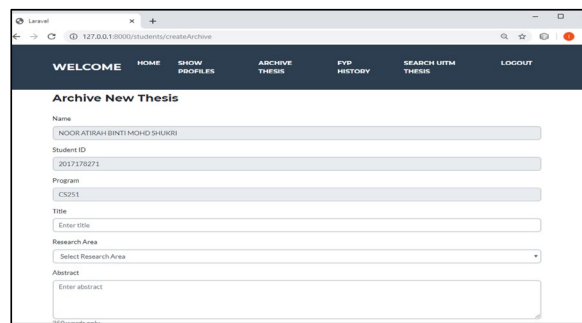 Laravel
127.0.0.1:8000/students/createArchive
WELCOME HOME SHOW PROFILES ARCHIVE THESIS FYP HISTORY SEARCH UITM THESIS LOGOUT
Archive New Thesis
Name
NOOR ATIRAH BINTI MOHD SHUKRI
Student ID
2017178271
Program
CS251
Title
Enter title
Research Area
Select Research Area
Abstract
Enter abstract
words only